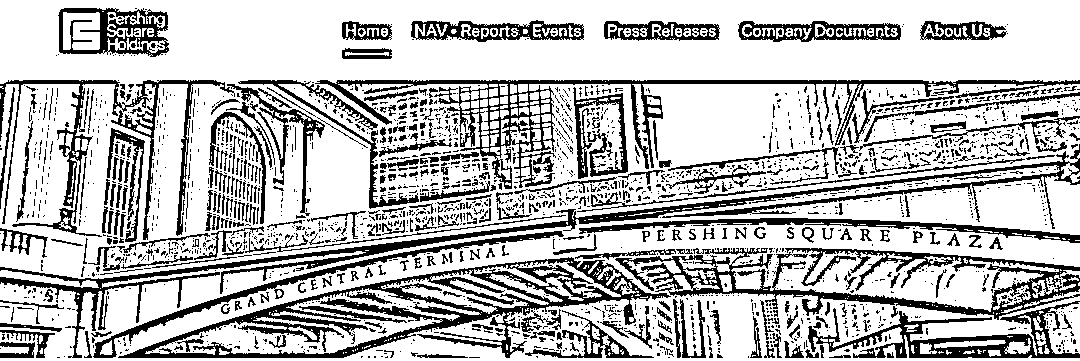 Pershing
Square
Holdings
Home NAV • Reports • Events Press Releases Company Documents About Us
GRAND CENTRAL TERMINAL PERSHING SQUARE PLAZA